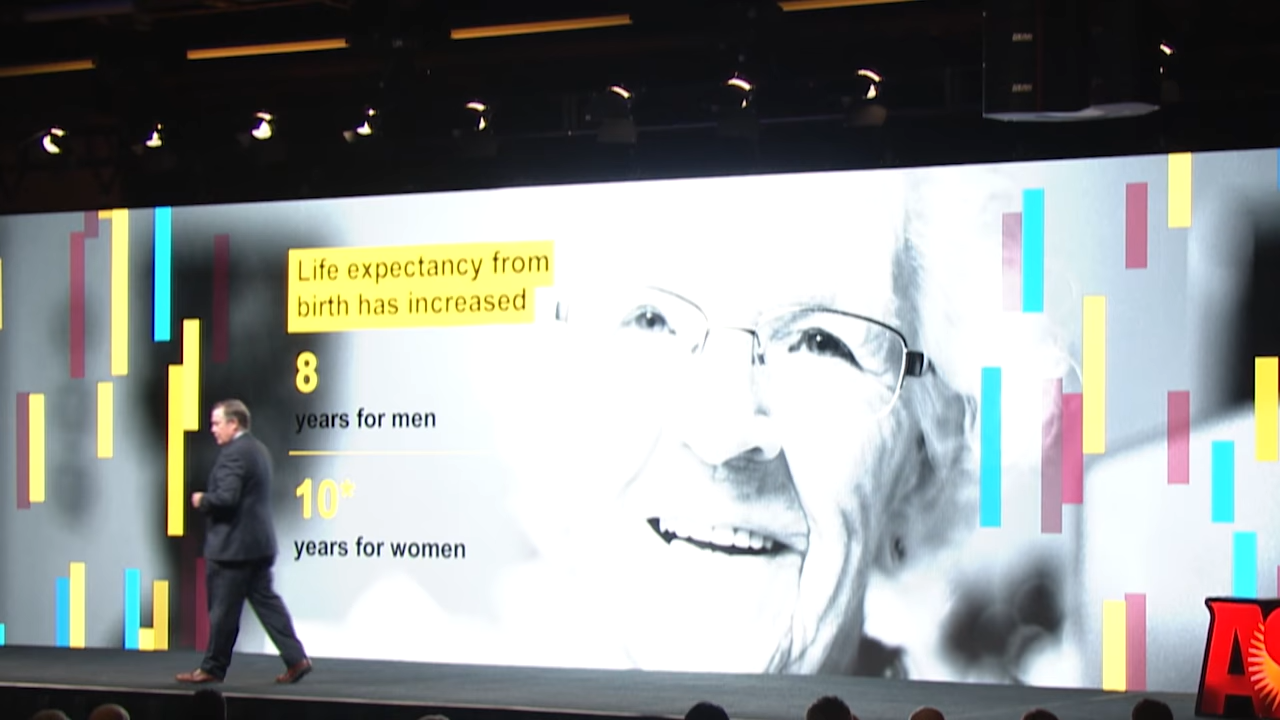 Life expectancy from
birth has increased
8
years for men
10*
years for women
A